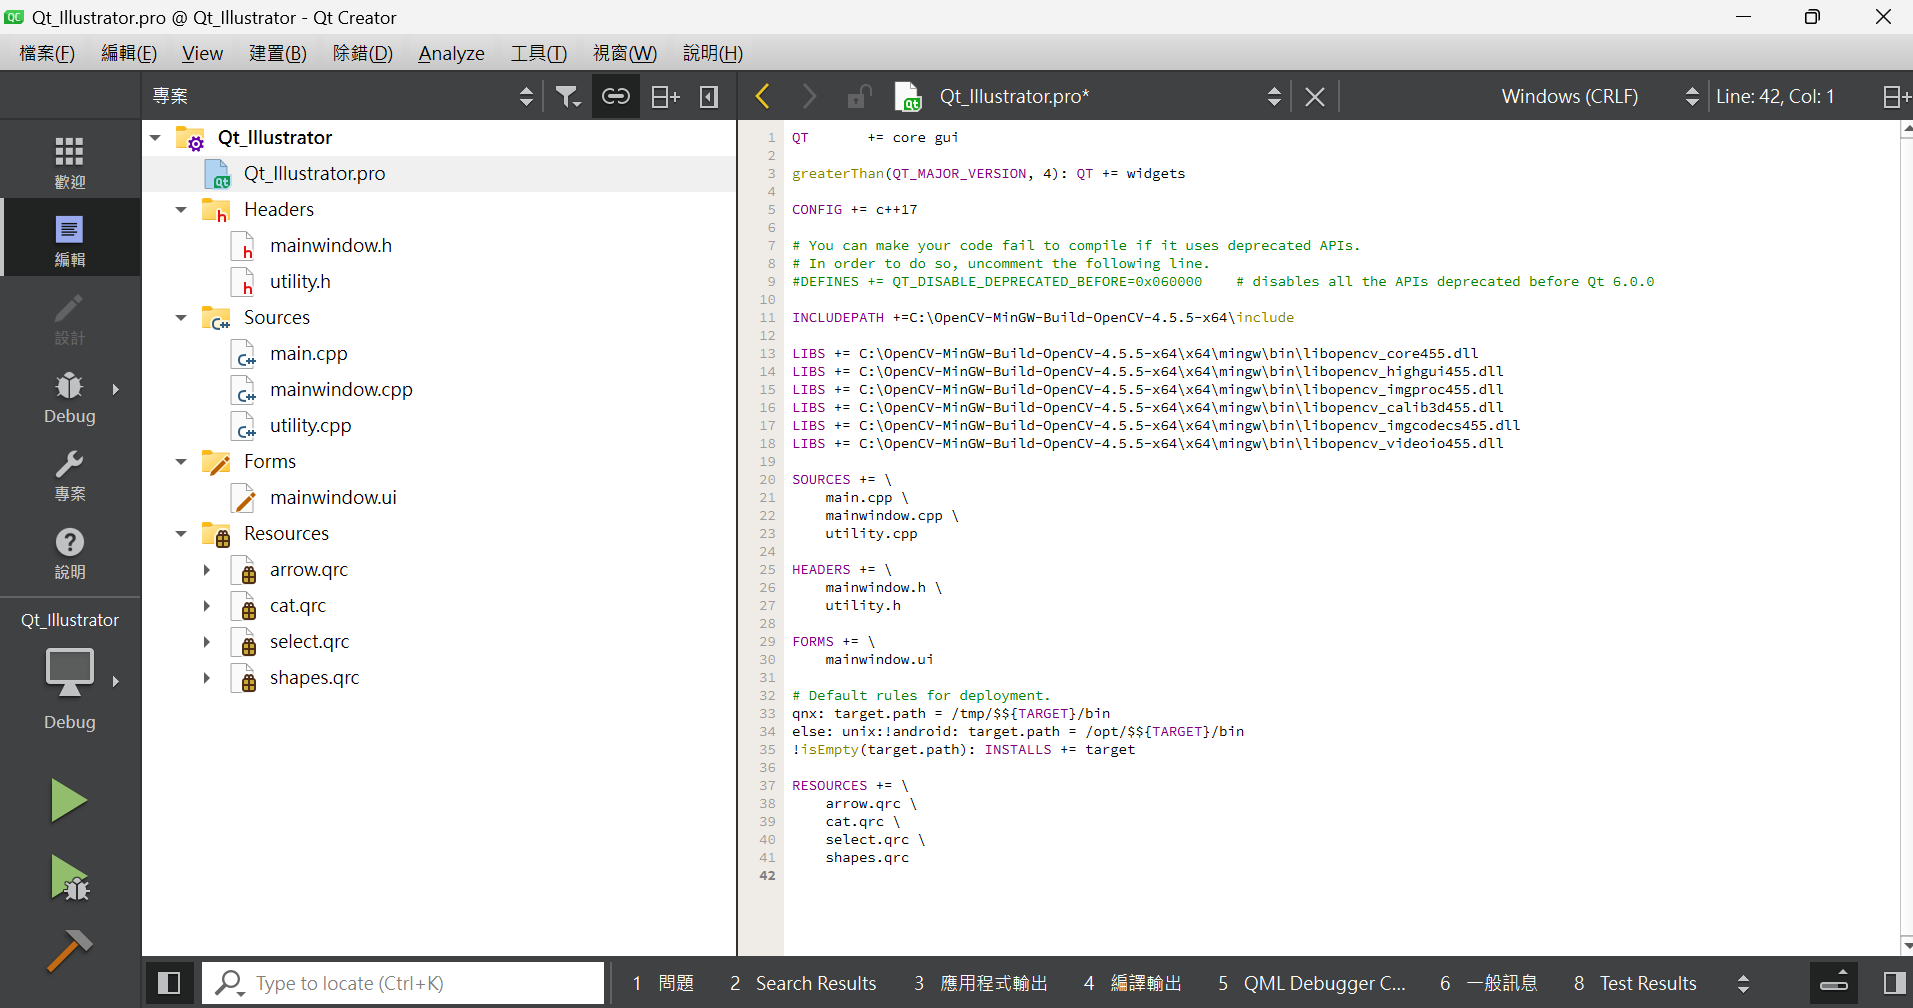 Qt_Illustrator.pro @ Qt_Illustrator - Qt Creator
檔案(F) 編輯(E) View 建置(B) 除錯(D) Analyze 工具(T) 視窗(W) 說明(H)
專案
Qt_Illustrator.pro*
Windows (CRLF)
Line: 42, Col: 1
歡迎
編輯
設計
Debug
專案
說明
Qt_Illustrator
Debug
Qt_Illustrator
Qt_Illustrator.pro
Headers
mainwindow.h
utility.h
Sources
main.cpp
mainwindow.cpp
utility.cpp
Forms
mainwindow.ui
Resources
arrow.qrc
cat.qrc
select.qrc
shapes.qrc
1 QT       += core gui
2
3 greaterThan(QT_MAJOR_VERSION, 4): QT += widgets
4
5 CONFIG += c++17
6
7 # You can make your code fail to compile if it uses deprecated APIs.
8 # In order to do so, uncomment the following line.
9 #DEFINES += QT_DISABLE_DEPRECATED_BEFORE=0x060000    # disables all the APIs deprecated before Qt 6.0.0
10
11 INCLUDEPATH +=C:\OpenCV-MinGW-Build-OpenCV-4.5.5-x64\include
12
13 LIBS += C:\OpenCV-MinGW-Build-OpenCV-4.5.5-x64\x64\mingw\bin\libopencv_core455.dll
14 LIBS += C:\OpenCV-MinGW-Build-OpenCV-4.5.5-x64\x64\mingw\bin\libopencv_highgui455.dll
15 LIBS += C:\OpenCV-MinGW-Build-OpenCV-4.5.5-x64\x64\mingw\bin\libopencv_imgproc455.dll
16 LIBS += C:\OpenCV-MinGW-Build-OpenCV-4.5.5-x64\x64\mingw\bin\libopencv_calib3d455.dll
17 LIBS += C:\OpenCV-MinGW-Build-OpenCV-4.5.5-x64\x64\mingw\bin\libopencv_imgcodecs455.dll
18 LIBS += C:\OpenCV-MinGW-Build-OpenCV-4.5.5-x64\x64\mingw\bin\libopencv_videoio455.dll
19
20 SOURCES += \
21     main.cpp \
22     mainwindow.cpp \
23     utility.cpp
24
25 HEADERS += \
26     mainwindow.h \
27     utility.h
28
29 FORMS += \
30     mainwindow.ui
31
32 # Default rules for deployment.
33 qnx: target.path = /tmp/$${TARGET}/bin
34 else: unix:!android: target.path = /opt/$${TARGET}/bin
35 !isEmpty(target.path): INSTALLS += target
36
37 RESOURCES += \
38     arrow.qrc \
39     cat.qrc \
40     select.qrc \
41     shapes.qrc
42
Type to locate (Ctrl+K)
1 問題 2 Search Results 3 應用程式輸出 4 編譯輸出 5 QML Debugger C... 6 一般訊息 8 Test Results